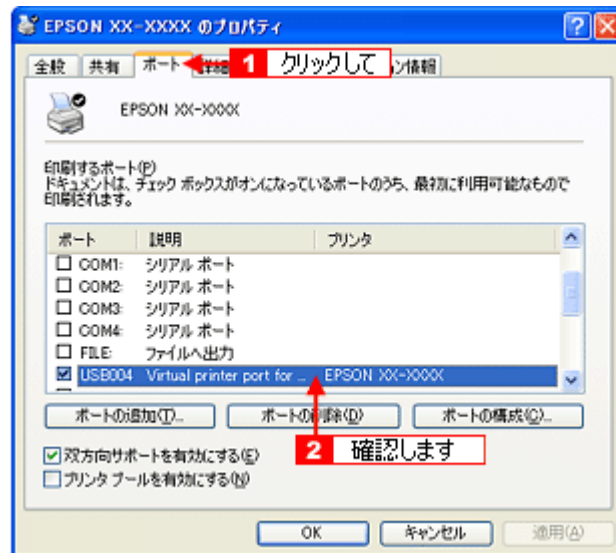 EPSON XX-XXXX のプロパティ
全般 共有 ポート 詳細 1 クリックして ン情報
EPSON XX-XXXX
印刷するポート(P)
ドキュメントは、チェック ボックスがオンになっているポートのうち、最初に利用可能なもので
印刷されます。
ポート 説明 プリンタ
COM1: シリアル ポート
COM2: シリアル ポート
COM3: シリアル ポート
COM4: シリアル ポート
FILE: ファイルへ出力
USB004 Virtual printer port for ... EPSON XX-XXXX
ポートの追加(T)... ポートの削除(D) ポートの構成(C)...
双方向サポートを有効にする(E)
2 確認します
プリンタ プールを有効にする(N)
OK キャンセル 適用(A)